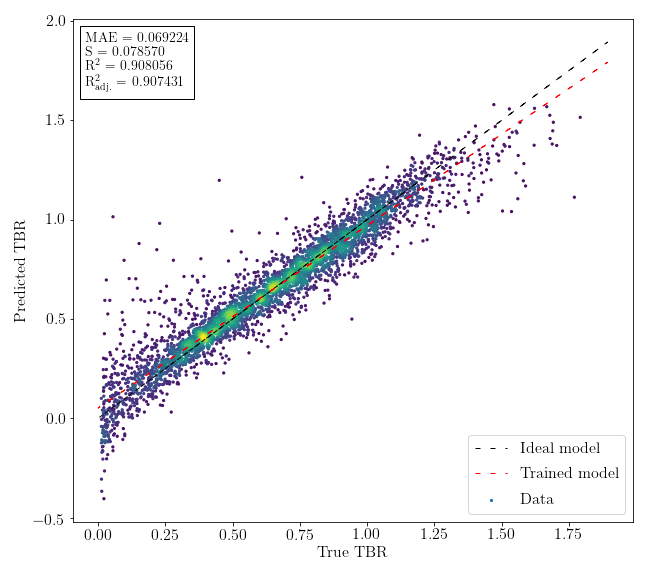 MAE = 0.069224
S = 0.078570
R² = 0.908056
R²adj. = 0.907431
2.0
1.5
1.0
0.5
0.0
−0.5
Predicted TBR
Ideal model
Trained model
Data
0.00 0.25 0.50 0.75 1.00 1.25 1.50 1.75
True TBR